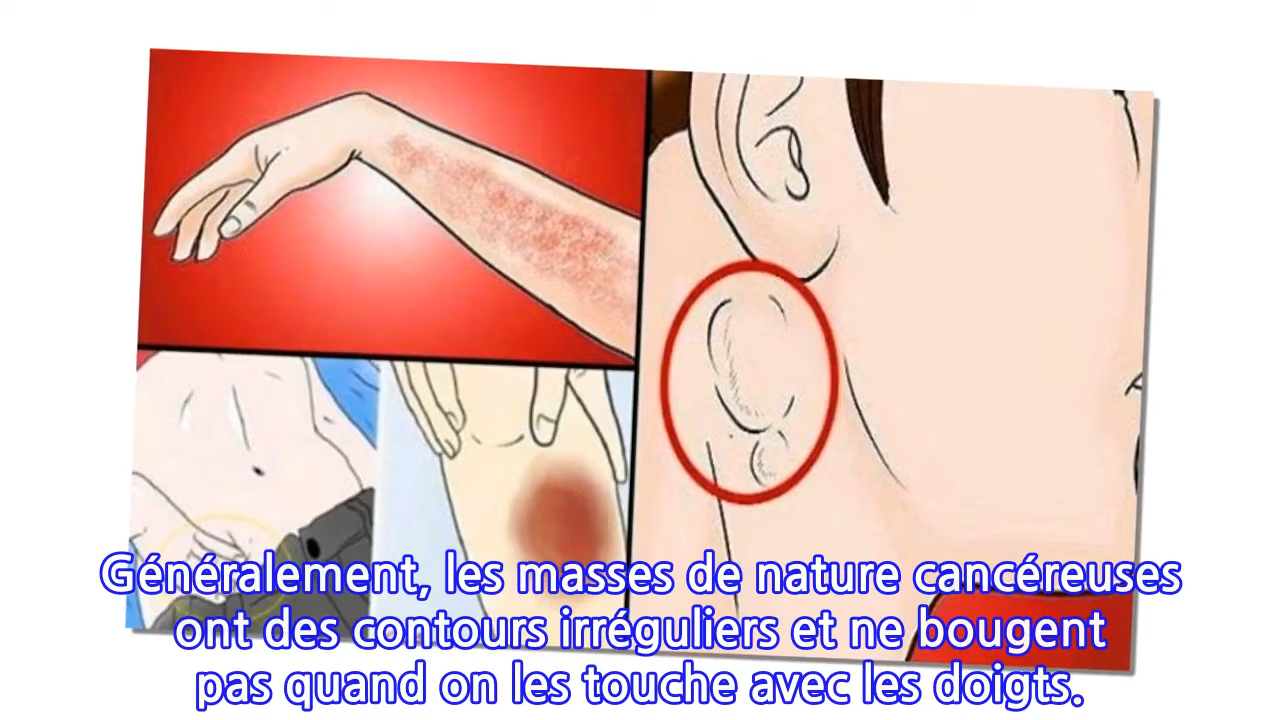 Généralement, les masses de nature cancéreuses
ont des contours irréguliers et ne bougent
pas quand on les touche avec les doigts.